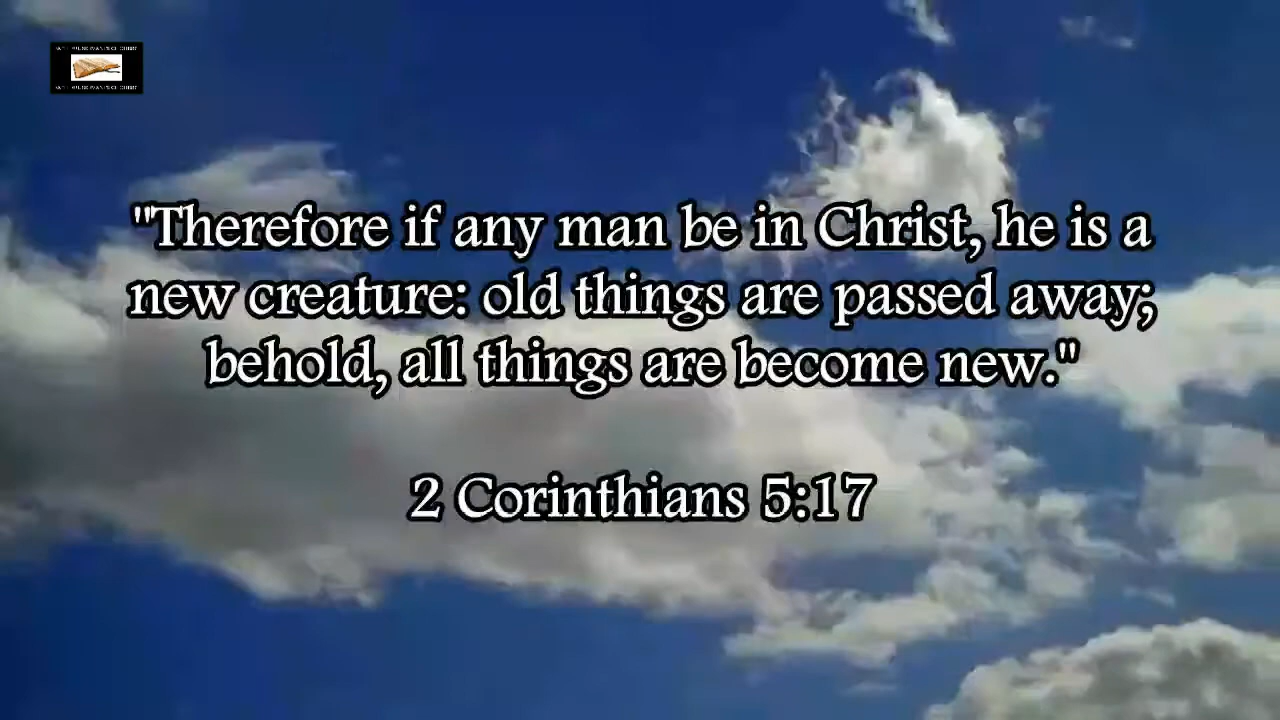 "Therefore if any man be in Christ, he is a
new creature: old things are passed away;
behold, all things are become new."
2 Corinthians 5:17